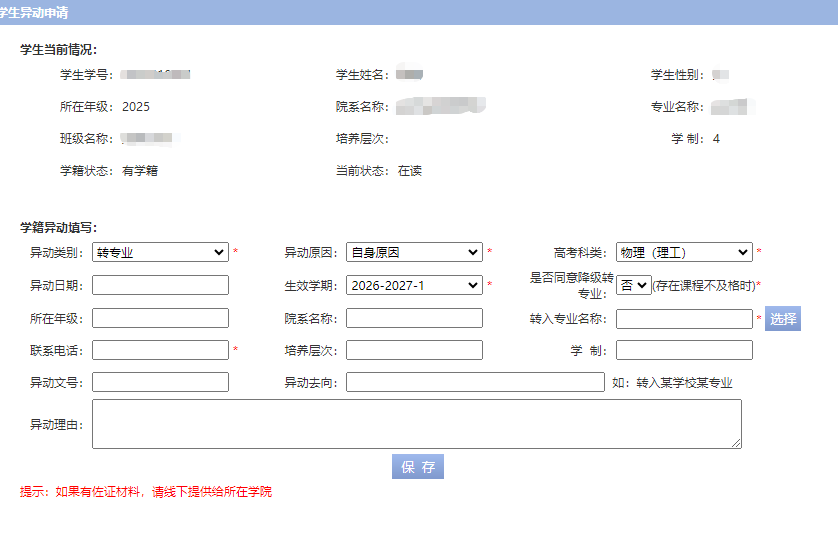 学生异动申请
学生当前情况：
学生学号： 学生姓名： 学生性别：
所在年级： 2025 院系名称： 专业名称：
班级名称： 培养层次： 学 制： 4
学籍状态： 有学籍 当前状态： 在读
学籍异动填写：
异动类别： 转专业 * 异动原因： 自身原因 * 高考科类： 物理（理工） *
异动日期： 生效学期： 2026-2027-1 * 是否同意降级转专业： 否 (存在课程不及格时)*
所在年级： 院系名称： 转入专业名称： * 选择
联系电话： * 培养层次： 学 制：
异动文号： 异动去向： 如：转入某学校某专业
异动理由：
保 存
提示：如果有佐证材料，请线下提供给所在学院